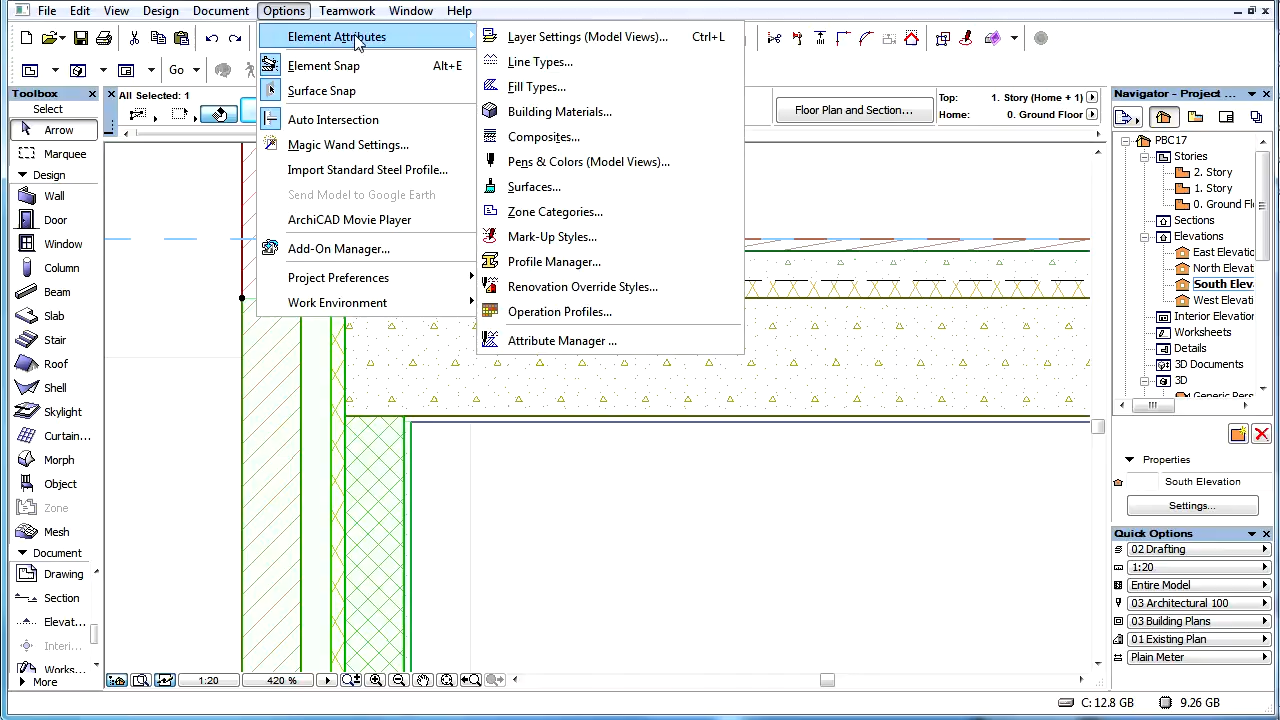 File Edit View Design Document Options Teamwork Window Help
Go
Toolbox
Select
Arrow
Marquee
Design
Wall
Door
Window
Column
Beam
Slab
Stair
Roof
Shell
Skylight
Curtain...
Morph
Object
Zone
Mesh
Document
Drawing
Section
Elevat...
Interi...
Works...
More
All Selected: 1
Element Attributes
Element Snap Alt+E
Surface Snap
Auto Intersection
Magic Wand Settings...
Import Standard Steel Profile...
Send Model to Google Earth
ArchiCAD Movie Player
Add-On Manager...
Project Preferences
Work Environment
Layer Settings (Model Views)... Ctrl+L
Line Types...
Fill Types...
Building Materials...
Composites...
Pens & Colors (Model Views)...
Surfaces...
Zone Categories...
Mark-Up Styles...
Profile Manager...
Renovation Override Styles...
Operation Profiles...
Attribute Manager ...
Floor Plan and Section...
Top: 1. Story (Home + 1)
Home: 0. Ground Floor
Navigator - Project ...
PBC17
Stories
2. Story
1. Story
0. Ground Fl
Sections
Elevations
East Elevat
North Elevat
South Elev
West Elevati
Interior Elevation
Worksheets
Details
3D Documents
3D
Generic Pers
Properties
South Elevation
Settings...
Quick Options
02 Drafting
1:20
Entire Model
03 Architectural 100
03 Building Plans
01 Existing Plan
Plain Meter
1:20 420 %
C: 12.8 GB 9.26 GB